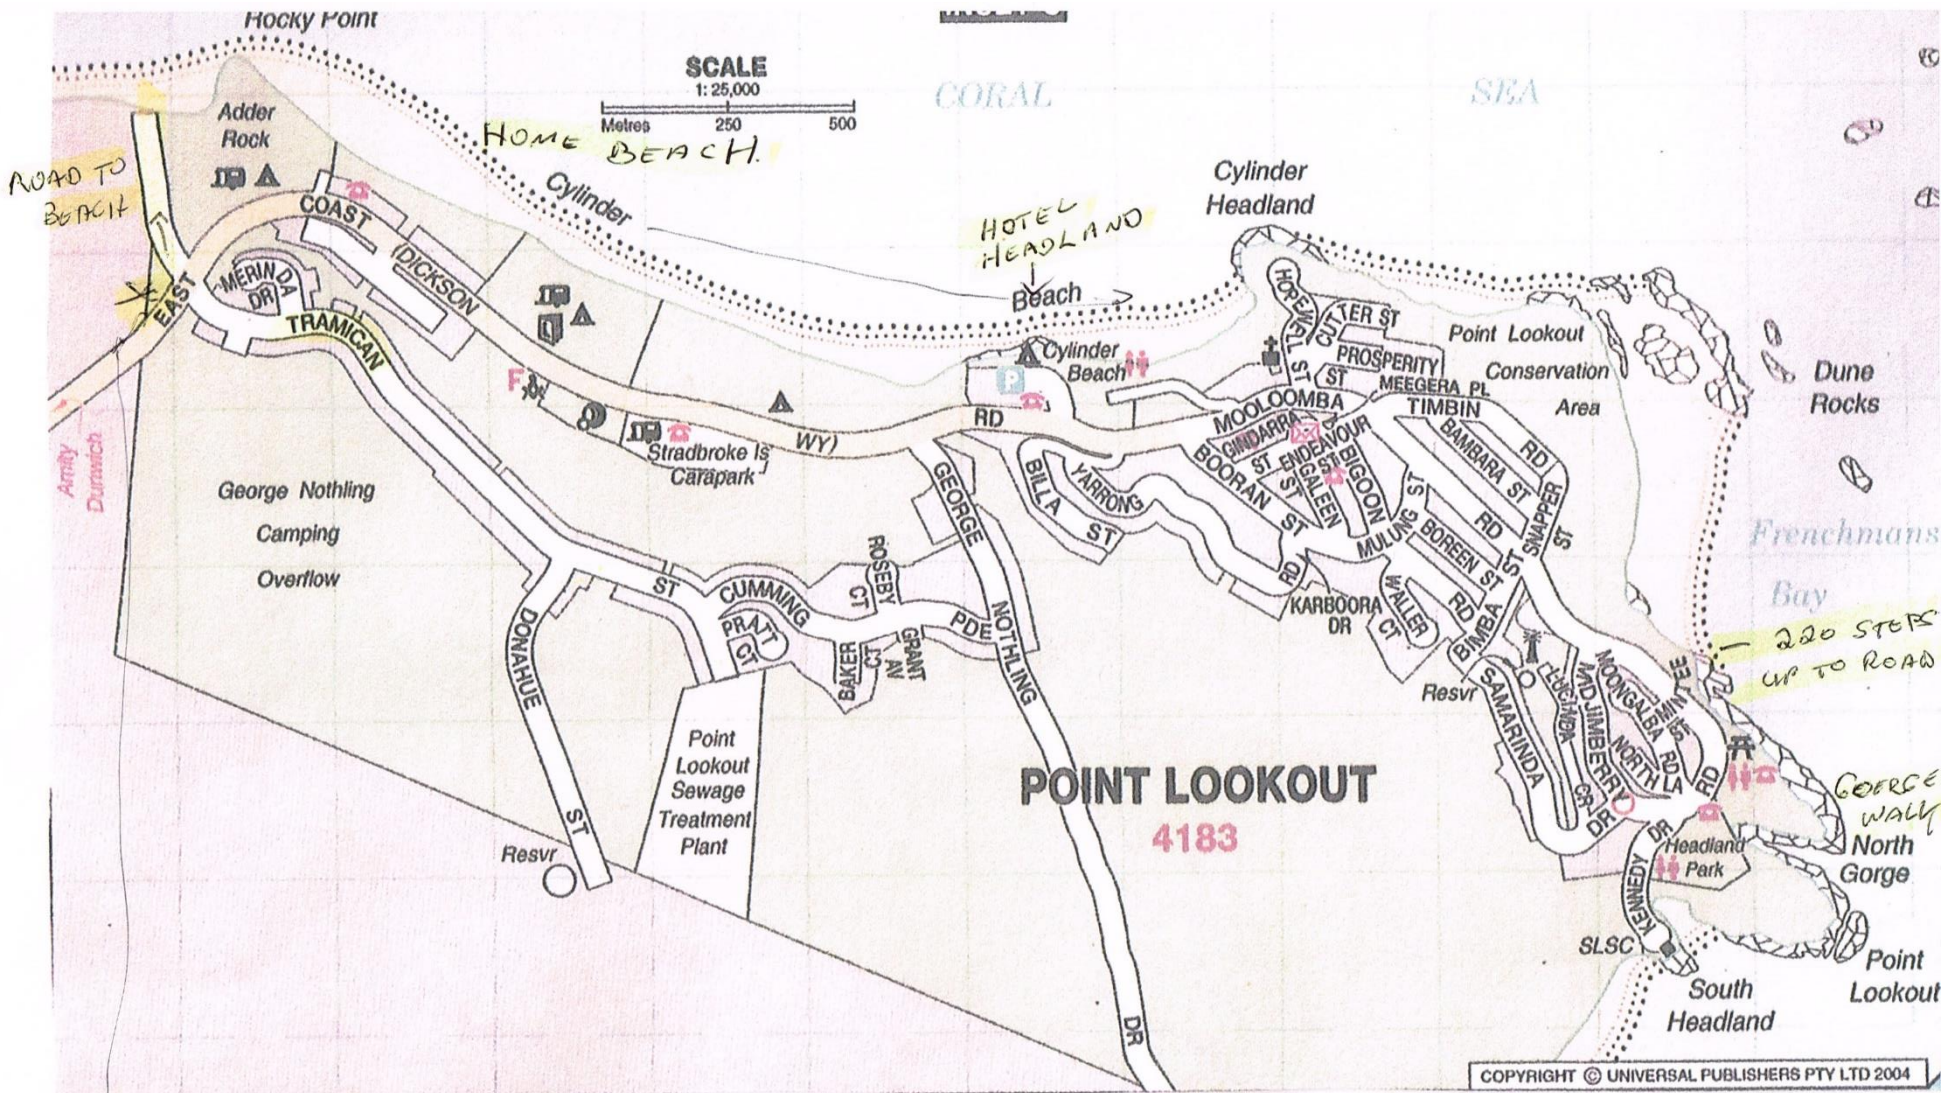 Rocky Point
SCALE
1: 25,000
Metres 250 500
CORAL SEA
Adder
Rock
HOME BEACH.
ROAD TO
BEACH
Cylinder
Beach
HOTEL
HEADLAND
Cylinder
Headland
COAST
(DICKSON
WY)
RD
EAST
MERINDA
DR
TRAMICAN
ST
Amity
Dunwich
F
Stradbroke Is
Carapark
P
Cylinder
Beach
HOPEWELL
ST
CUTTER ST
PROSPERITY
ST
MEEGERA PL
MOOLOOMBA
RD
TIMBIN
RD
BAMBARA ST
SNAPPER
ST
GINDARRA
ST
ENDEAVOUR
ST
BOORAN ST
GALEEN
ST
BIGOON
RD
MULUNG ST
BOREEN ST
BILLA
ST
YARRONG
RD
KARBOORA
DR
WALLER
CT
BIMBA
ST
Point Lookout
Conservation
Area
Dune
Rocks
Frenchmans
Bay
220 STEPS
UP TO ROAD
George Nothling
Camping
Overflow
GEORGE
NOTHLING
DR
ROSEBY
CT
CUMMING
PDE
PRATT
CT
BAKER
CT
GRANT
AV
DONAHUE
ST
Point
Lookout
Sewage
Treatment
Plant
Resvr
Resvr
SAMARINDA
DR
MIDJIMBERRY
MOONGALBA
RD
NORTH
LA
CR
POINT LOOKOUT
4183
GOERGE
WALK
North
Gorge
Headland
Park
KENNEDY
DR
SLSC
Point
Lookout
South
Headland
COPYRIGHT © UNIVERSAL PUBLISHERS PTY LTD 2004